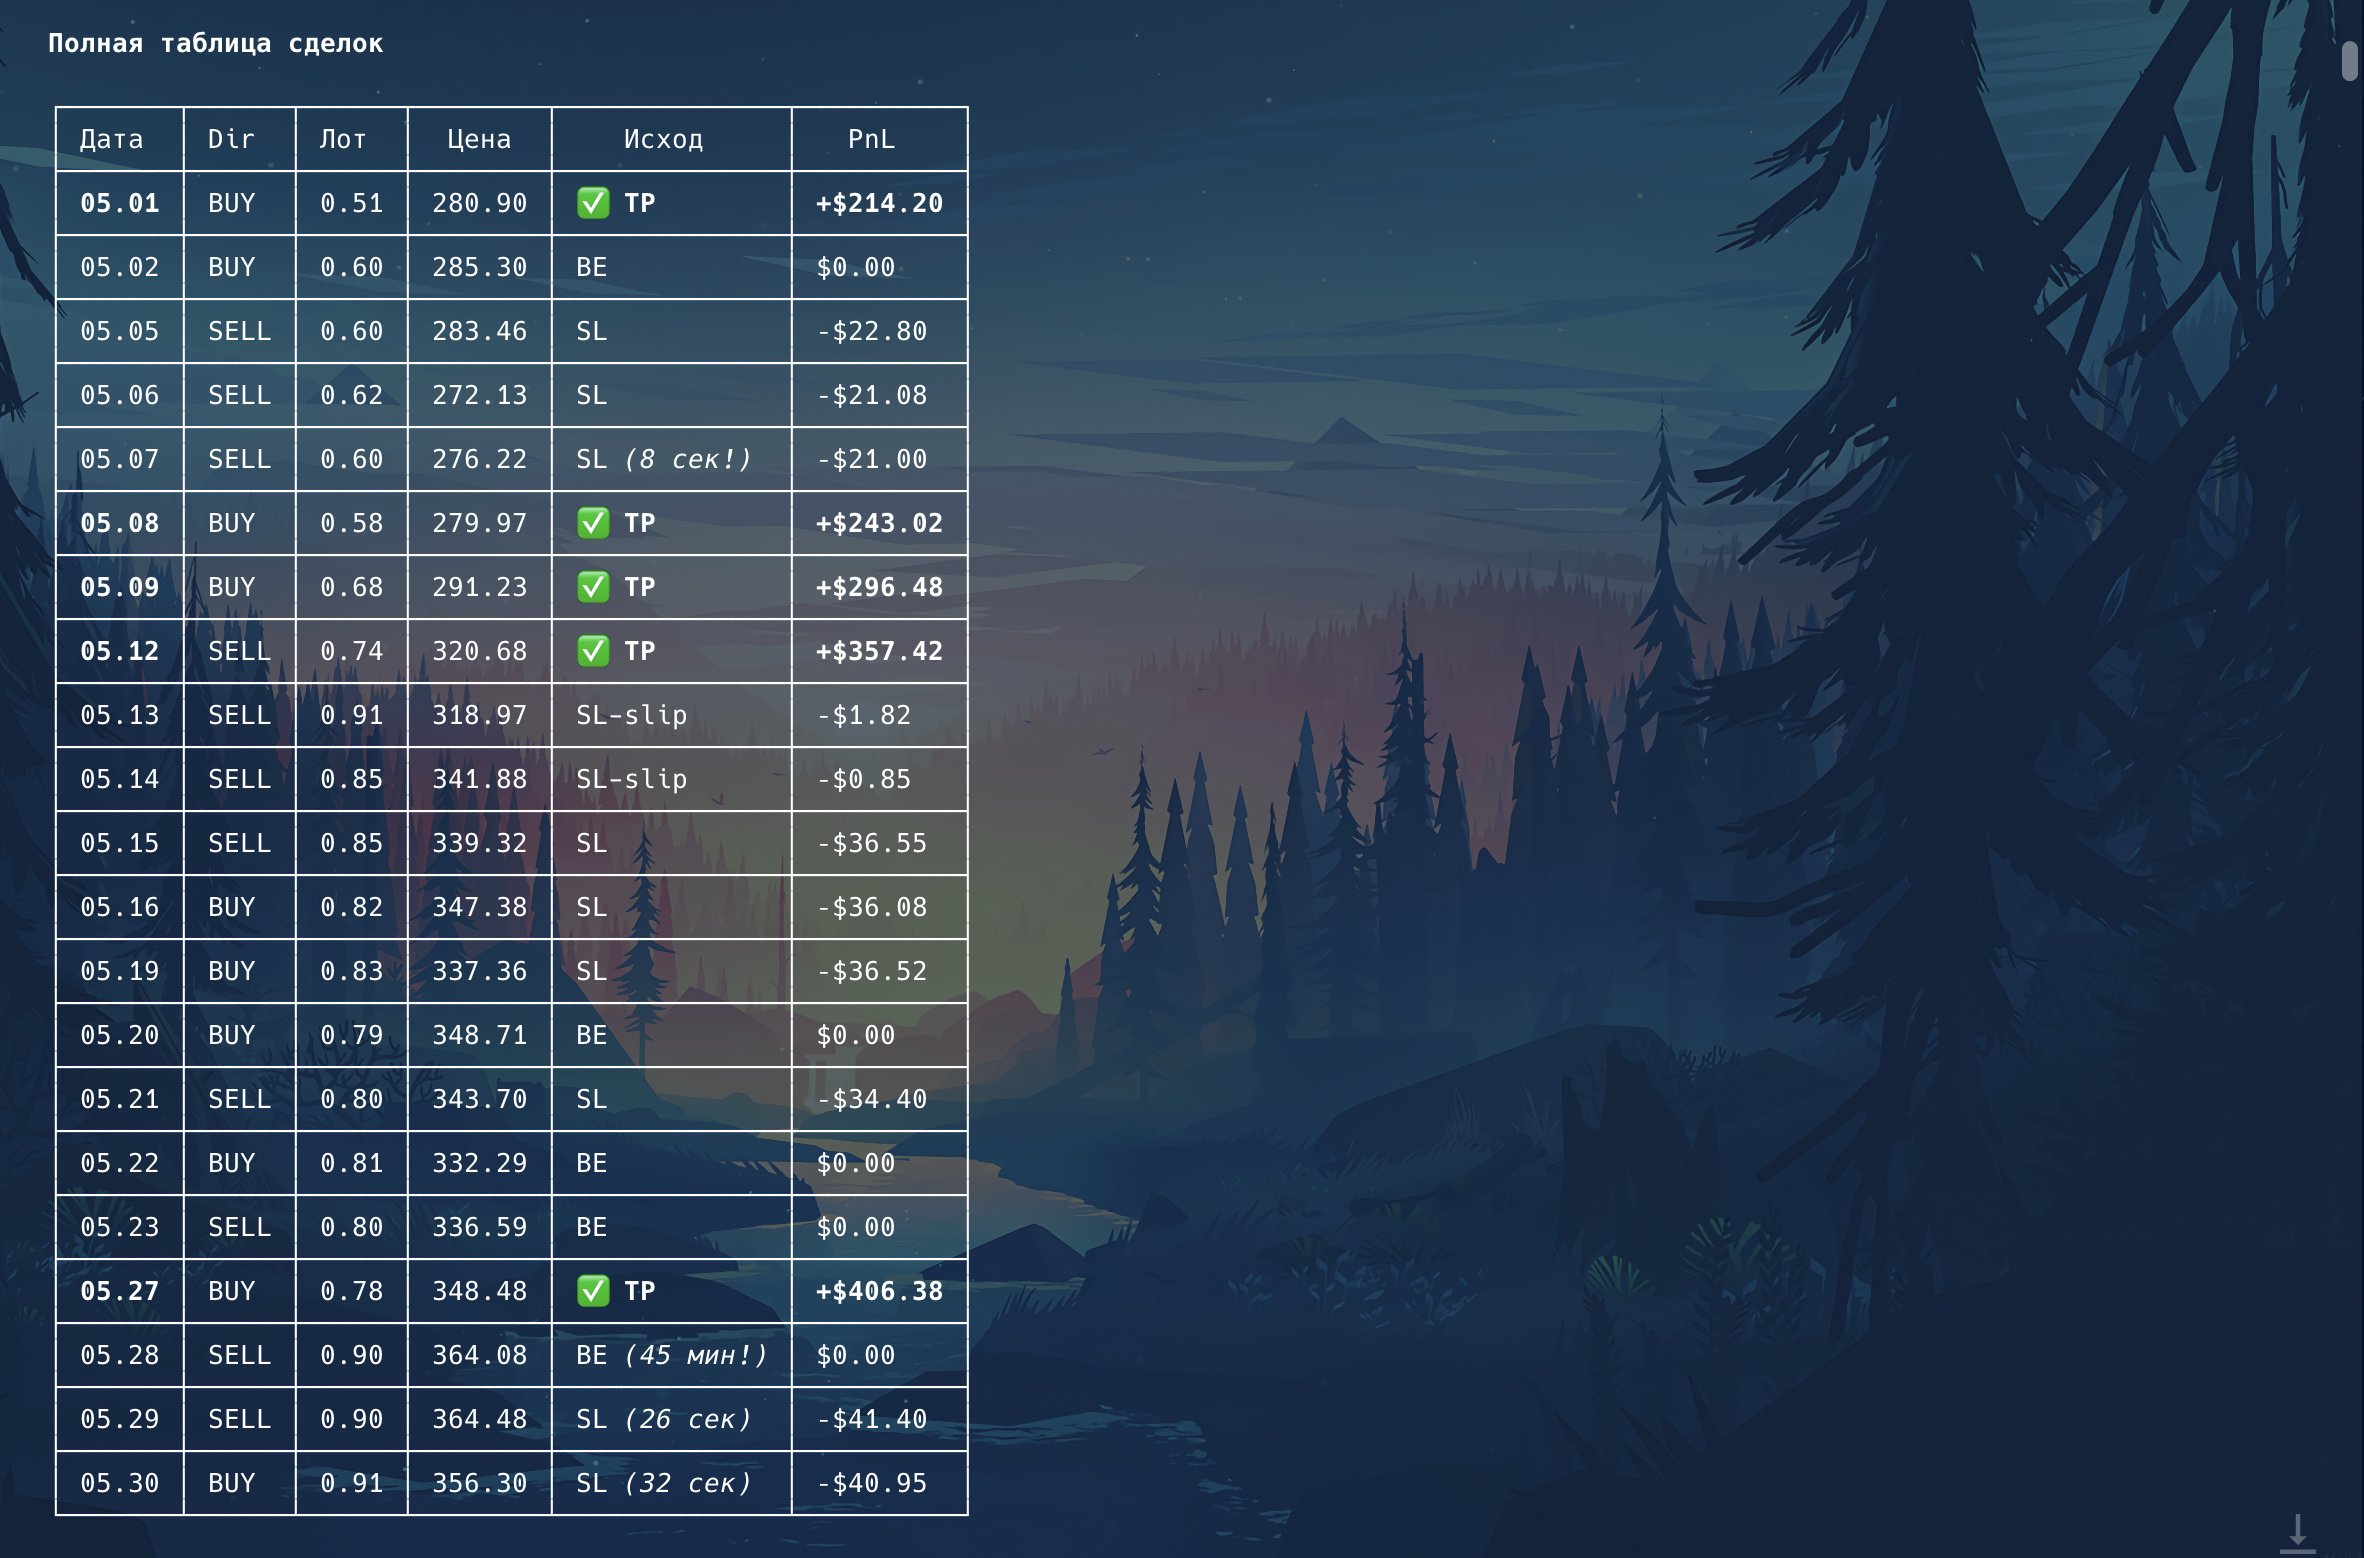 Полная таблица сделок
Дата Dir Лот Цена Исход PnL
05.01 BUY 0.51 280.90 ✅ TP +$214.20
05.02 BUY 0.60 285.30 BE $0.00
05.05 SELL 0.60 283.46 SL -$22.80
05.06 SELL 0.62 272.13 SL -$21.08
05.07 SELL 0.60 276.22 SL (8 сек!) -$21.00
05.08 BUY 0.58 279.97 ✅ TP +$243.02
05.09 BUY 0.68 291.23 ✅ TP +$296.48
05.12 SELL 0.74 320.68 ✅ TP +$357.42
05.13 SELL 0.91 318.97 SL-slip -$1.82
05.14 SELL 0.85 341.88 SL-slip -$0.85
05.15 SELL 0.85 339.32 SL -$36.55
05.16 BUY 0.82 347.38 SL -$36.08
05.19 BUY 0.83 337.36 SL -$36.52
05.20 BUY 0.79 348.71 BE $0.00
05.21 SELL 0.80 343.70 SL -$34.40
05.22 BUY 0.81 332.29 BE $0.00
05.23 SELL 0.80 336.59 BE $0.00
05.27 BUY 0.78 348.48 ✅ TP +$406.38
05.28 SELL 0.90 364.08 BE (45 мин!) $0.00
05.29 SELL 0.90 364.48 SL (26 сек) -$41.40
05.30 BUY 0.91 356.30 SL (32 сек) -$40.95